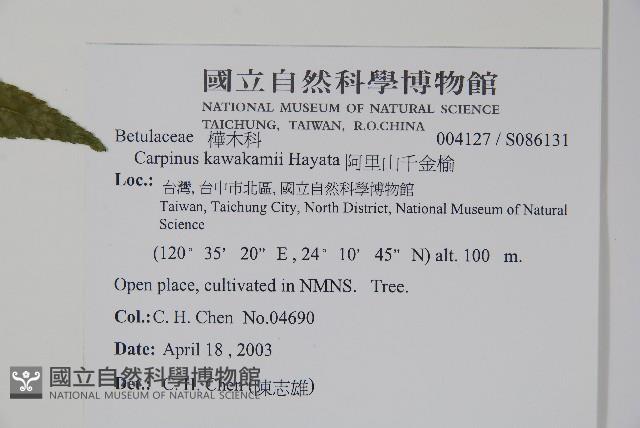 國立自然科學博物館
NATIONAL MUSEUM OF NATURAL SCIENCE
TAICHUNG, TAIWAN, R.O.CHINA
Betulaceae 樺木科 004127 / S086131
Carpinus kawakamii Hayata 阿里山千金榆
Loc.: 台灣, 台中市北區, 國立自然科學博物館
Taiwan, Taichung City, North District, National Museum of Natural
Science
(120° 35' 20" E , 24° 10' 45" N) alt. 100 m.
Open place, cultivated in NMNS. Tree.
Col.: C. H. Chen No.04690
Date: April 18 , 2003
Det.: C. H. Chen (陳志雄)
國立自然科學博物館
NATIONAL MUSEUM OF NATURAL SCIENCE